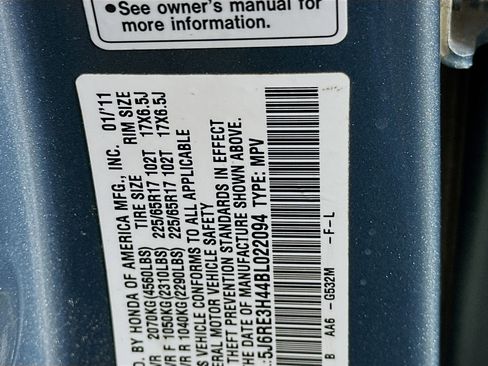 •See owner's manual for
more information.
D. BY HONDA OF AMERICA MFG., INC. 01/'11
TIRE SIZE RIM SIZE
VR 2070KG(4560LBS) 225/65R17 102T 17X6.5J
VR F 1050KG(2310LBS) 225/65R17 102T 17X6.5J
VR R 1040KG(2290LBS)
S VEHICLE CONFORMS TO ALL APPLICABLE
MOTOR VEHICLE SAFETY
THEFT PREVENTION STANDARDS IN EFFECT
THE DATE OF MANUFACTURE SHOWN ABOVE.
:5J6RE3H44BL022094 TYPE: MPV
B AA6 -G532M -F-L